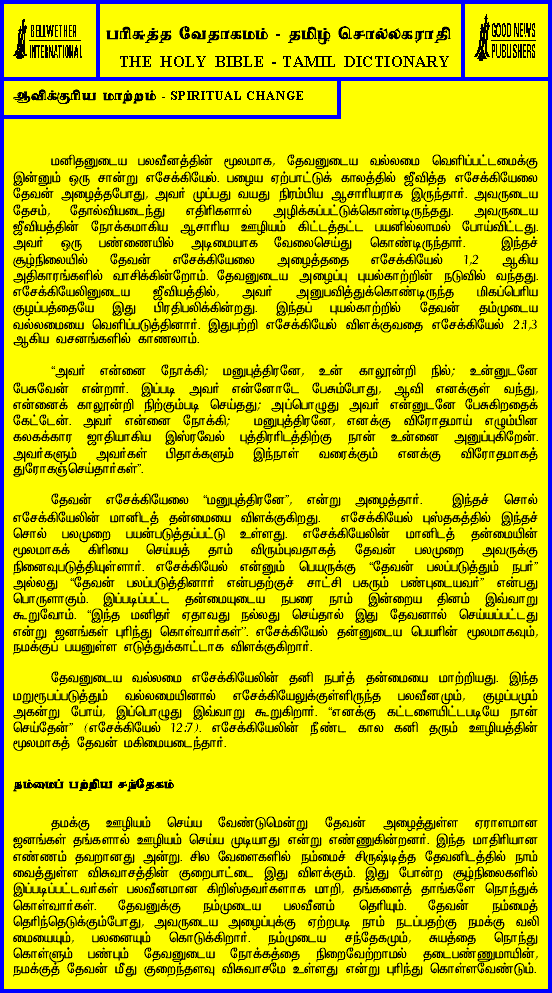 BELLWETHER
INTERNATIONAL
பரிசுத்த வேதாகமம் - தமிழ் சொல்லகராதி
THE HOLY BIBLE - TAMIL DICTIONARY
GOOD NEWS
PUBLISHERS
ஆவிக்குரிய மாற்றம் - SPIRITUAL CHANGE
மனிதனுடைய பலவீனத்தின் மூலமாக, தேவனுடைய வல்லமை வெளிப்பட்டமைக்கு
இன்னும் ஒரு சான்று எசேக்கியேல். பழைய ஏற்பாட்டுக் காலத்தில் ஜீவித்த எசேக்கியேலை
தேவன் அழைத்தபோது, அவர் முப்பது வயது நிரம்பிய ஆசாரியராக இருந்தார். அவருடைய
தேசம், தோல்வியடைந்து எதிரிகளால் அழிக்கப்பட்டுக்கொண்டிருந்தது. அவருடைய
ஜீவியத்தின் நோக்கமாகிய ஆசாரிய ஊழியம் கிட்டத்தட்ட பயனில்லாமல் போய்விட்டது.
அவர் ஒரு பண்ணையில் அடிமையாக வேலைசெய்து கொண்டிருந்தார். இந்தச்
சூழ்நிலையில் தேவன் எசேக்கியேலை அழைத்ததை எசேக்கியேல் 1,2 ஆகிய
அதிகாரங்களில் வாசிக்கின்றோம். தேவனுடைய அழைப்பு புயல்காற்றின் நடுவில் வந்தது.
எசேக்கியேலினுடைய ஜீவியத்தில், அவர் அனுபவித்துக்கொண்டிருந்த மிகப்பெரிய
குழப்பத்தையே இது பிரதிபலிக்கின்றது. இந்தப் புயல்காற்றில் தேவன் தம்முடைய
வல்லமையை வெளிப்படுத்தினார். இதுபற்றி எசேக்கியேல் விளக்குவதை எசேக்கியேல் 2:1,3
ஆகிய வசனங்களில் காணலாம்.
“அவர் என்னை நோக்கி; மனுபுத்திரனே, உன் காலூன்றி நில்; உன்னுடனே
பேசுவேன் என்றார். இப்படி அவர் என்னோடே பேசும்போது, ஆவி எனக்குள் வந்து,
என்னைக் காலூன்றி நிற்கும்படி செய்தது; அப்பொழுது அவர் என்னுடனே பேசுகிறதைக்
கேட்டேன். அவர் என்னை நோக்கி; மனுபுத்திரனே, எனக்கு விரோதமாய் எழும்பின
கலகக்கார ஜாதியாகிய இஸ்ரவேல் புத்திரரிடத்திற்கு நான் உன்னை அனுப்புகிறேன்.
அவர்களும் அவர்கள் பிதாக்களும் இந்நாள் வரைக்கும் எனக்கு விரோதமாகத்
துரோகஞ்செய்தார்கள்”.
தேவன் எசேக்கியேலை “மனுபுத்திரனே”, என்று அழைத்தார். இந்தச் சொல்
எசேக்கியேலின் மானிடத் தன்மையை விளக்குகிறது. எசேக்கியேல் புஸ்தகத்தில் இந்தச்
சொல் பலமுறை பயன்படுத்தப்பட்டு உள்ளது. எசேக்கியேலின் மானிடத் தன்மையின்
மூலமாகக் கிரியை செய்யத் தாம் விரும்புவதாகத் தேவன் பலமுறை அவருக்கு
நினைவுபடுத்தியுள்ளார். எசேக்கியேல் என்னும் பெயருக்கு “தேவன் பலப்படுத்தும் நபர்”
அல்லது “தேவன் பலப்படுத்தினார் என்பதற்குச் சாட்சி பகரும் பண்புடையவர்” என்பது
பொருளாகும். இப்படிப்பட்ட தன்மையுடைய நபரை நாம் இன்றைய தினம் இவ்வாறு
கூறுவோம். “இந்த மனிதர் ஏதாவது நல்லது செய்தால் இது தேவனால் செய்யப்பட்டது
என்று ஜனங்கள் புரிந்து கொள்வார்கள்”. எசேக்கியேல் தன்னுடைய பெயரின் மூலமாகவும்,
நமக்குப் பயனுள்ள எடுத்துக்காட்டாக விளக்குகிறார்.
தேவனுடைய வல்லமை எசேக்கியேலின் தனி நபர்த் தன்மையை மாற்றியது. இந்த
மறுரூபப்படுத்தும் வல்லமையினால் எசேக்கியேலுக்குள்ளிருந்த பலவீனமும், குழப்பமும்
அகன்று போய், இப்பொழுது இவ்வாறு கூறுகிறார். “எனக்கு கட்டளையிட்டபடியே நான்
செய்தேன்” (எசேக்கியேல் 12:7). எசேக்கியேலின் நீண்ட கால கனி தரும் ஊழியத்தின்
மூலமாகத் தேவன் மகிமையடைந்தார்.
நம்மைப் பற்றிய சந்தேகம்
தமக்கு ஊழியம் செய்ய வேண்டுமென்று தேவன் அழைத்துள்ள ஏராளமான
ஜனங்கள் தங்களால் ஊழியம் செய்ய முடியாது என்று எண்ணுகின்றனர். இந்த மாதிரியான
எண்ணம் தவறானது அன்று. சில வேளைகளில் நம்மைச் சிருஷ்டித்த தேவனிடத்தில் நாம்
வைத்துள்ள விசுவாசத்தின் குறைபாட்டை இது விளக்கும். இது போன்ற சூழ்நிலைகளில்
இப்படிப்பட்டவர்கள் பலவீனமான கிறிஸ்தவர்களாக மாறி, தங்களைத் தாங்களே நொந்துக்
கொள்வார்கள். தேவனுக்கு நம்முடைய பலவீனம் தெரியும். தேவன் நம்மைத்
தெரிந்தெடுக்கும்போது, அவருடைய அழைப்புக்கு ஏற்றபடி நாம் நடப்பதற்கு நமக்கு வலி
மையையும், பலனையும் கொடுக்கிறார். நம்முடைய சந்தேகமும், சுயத்தை நொந்து
கொள்ளும் பண்பும் தேவனுடைய நோக்கத்தை நிறைவேற்றாமல் தடைபண்ணுமாயின்,
நமக்குத் தேவன் மீது குறைந்தளவு விசுவாசமே உள்ளது என்று புரிந்து கொள்ளவேண்டும்.